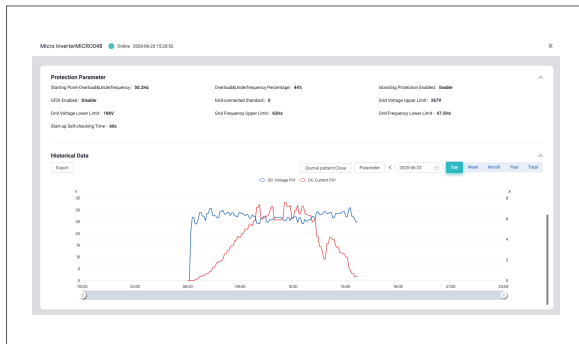 Micro InverterMICR0048 Online 2020-06-23 15:20:52 X
Protection Parameter
Starting Point-Overload&Underfrequency : 50.2Hz Overload&Underfrequency Percentage : 44% Islanding Protection Enabled : Enable
GFDI Enabled : Disable Grid-connected Standard : 0 Grid Voltage Upper Limit : 267V
Grid Voltage Lower Limit : 186V Grid Frequency Upper Limit : 62Hz Grid Frequency Lower Limit : 47.5Hz
Start-up Self-checking Time : 60s
Historical Data
Export Diurnal pattern:Close Parameter < 2020-06-23 Day Week Month Year Total
DC Voltage PV1 DC Current PV1
V A
35
30 8
25
20 6
15 4
10
5 2
0 0
00:00 03:00 06:00 09:00 12:00 15:00 18:00 21:00 23:59